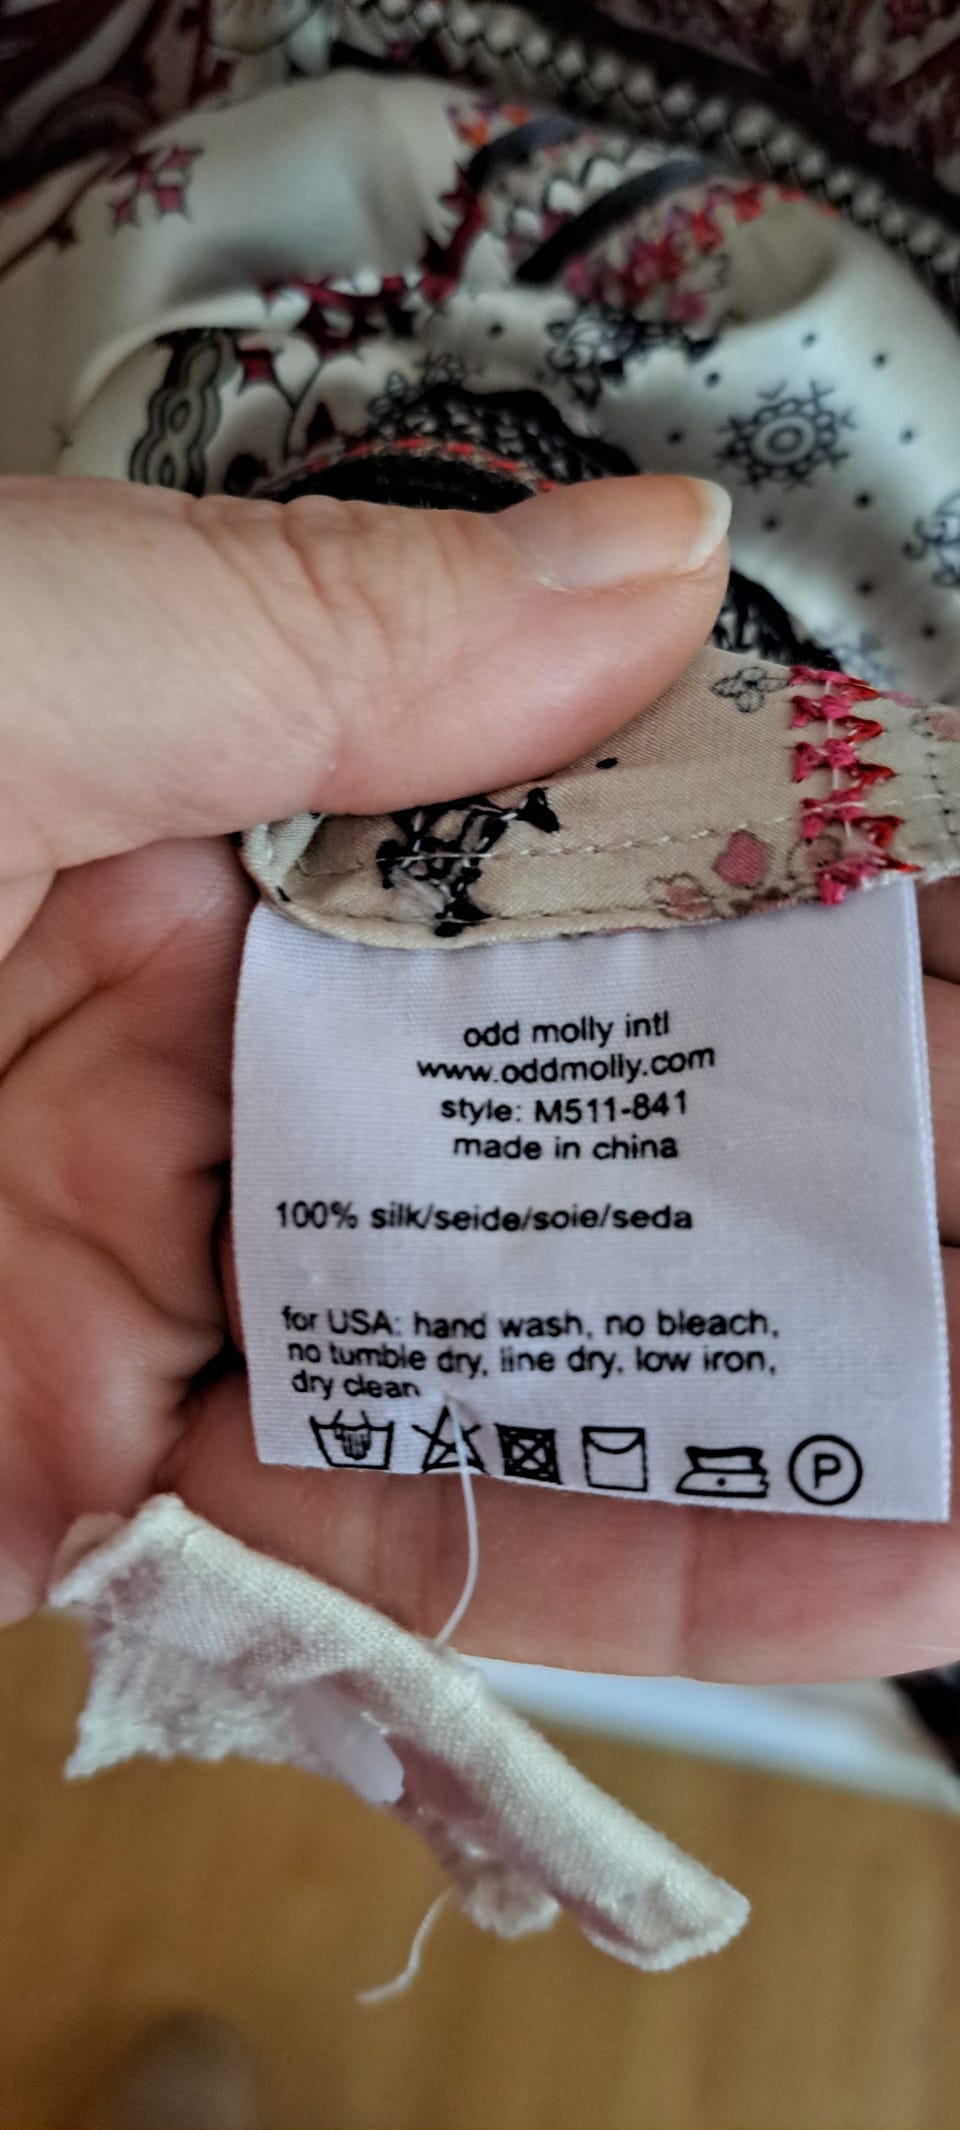 odd molly intl
www.oddmolly.com
style: M511-841
made in china
100% silk/seide/soie/seda
for USA: hand wash, no bleach,
no tumble dry, line dry, low iron,
dry clean
P